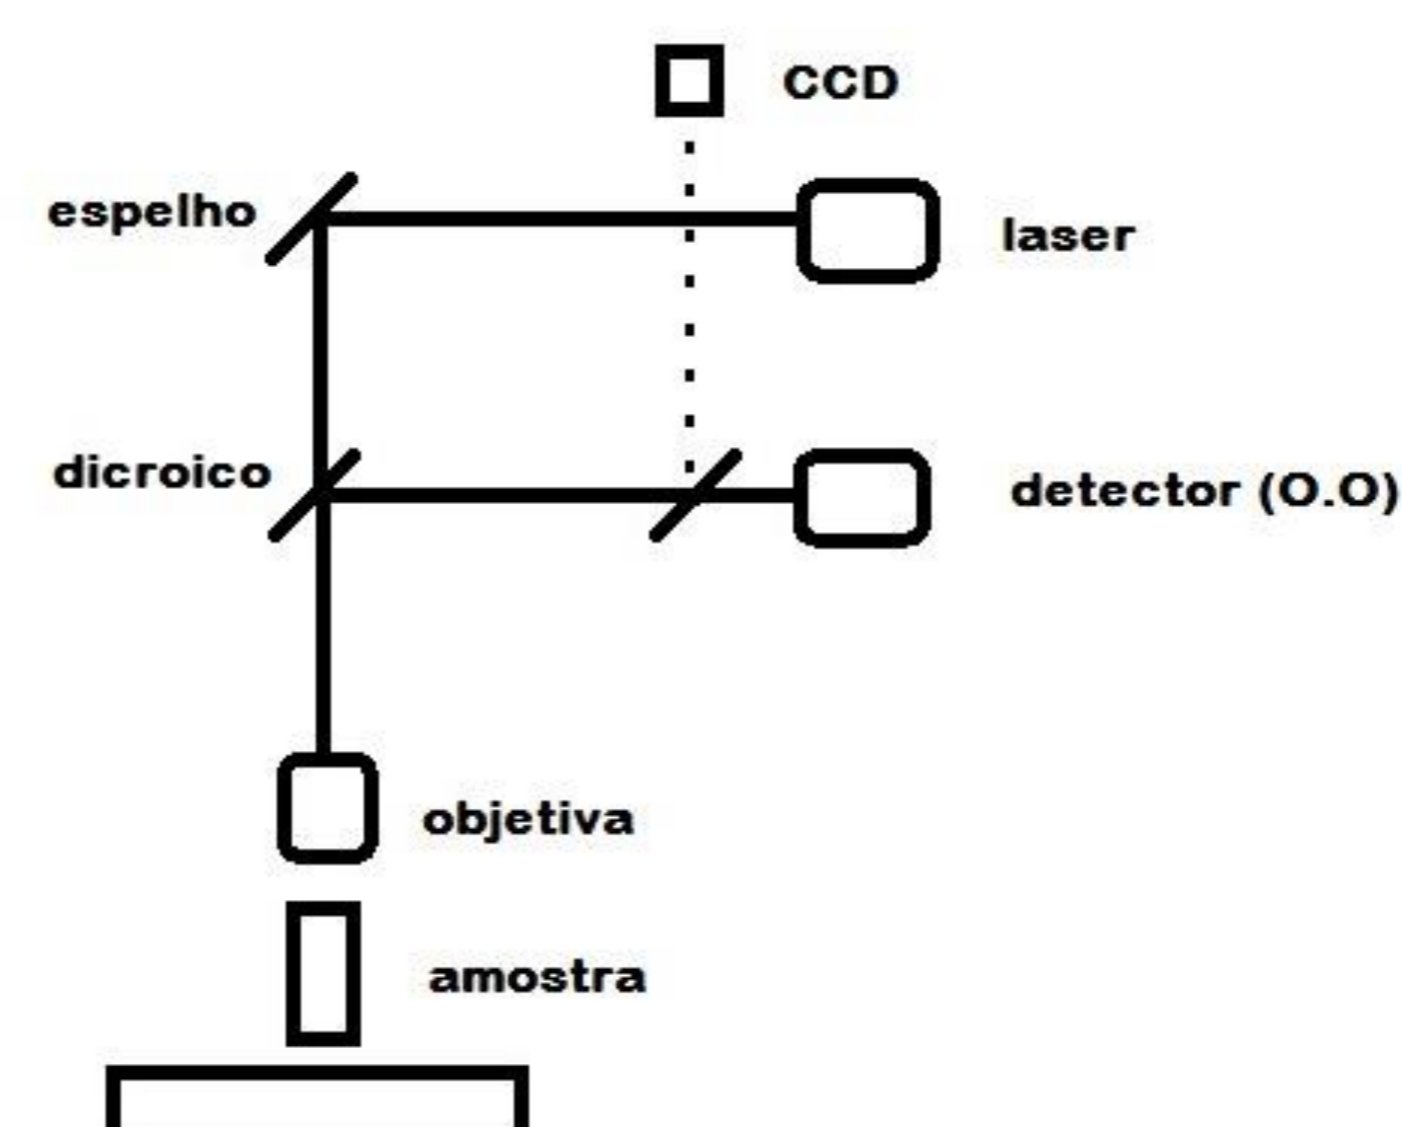 CCD
espelho
laser
dicroico
detector (O.O)
objetiva
amostra